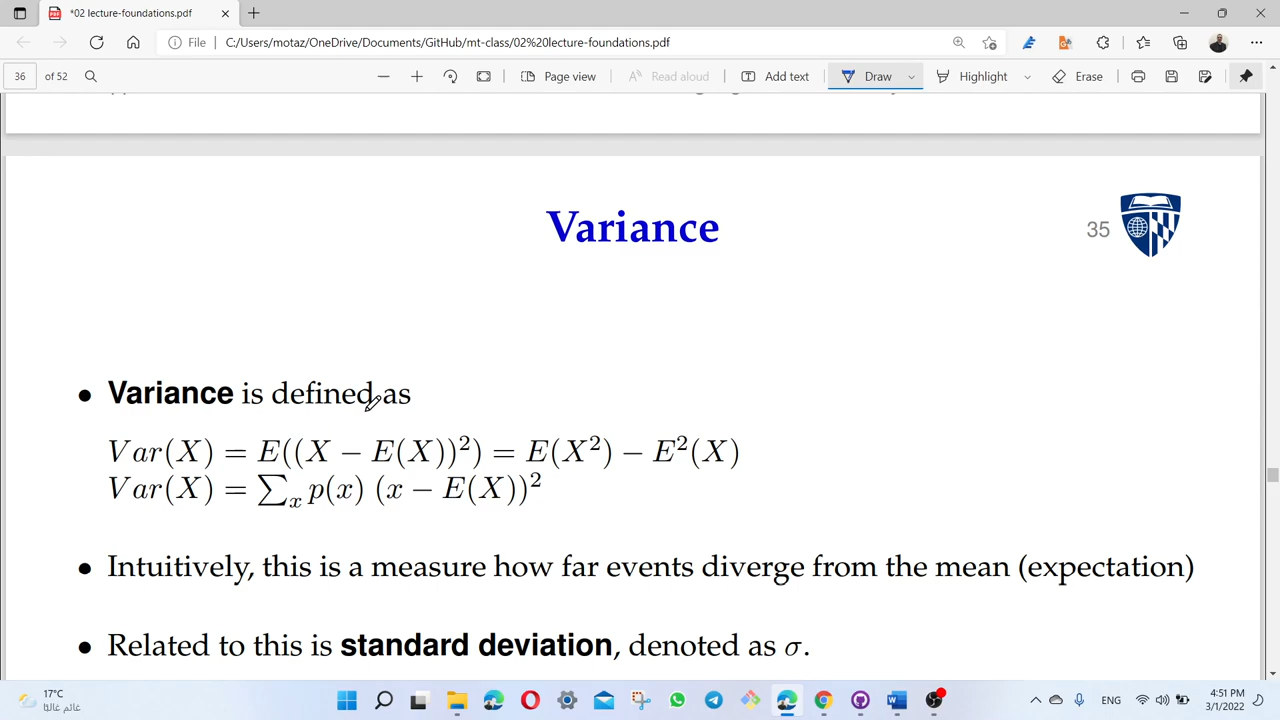 *02 lecture-foundations.pdf
File C:/Users/motaz/OneDrive/Documents/GitHub/mt-class/02%20lecture-foundations.pdf
36 of 52 Page view Read aloud Add text Draw Highlight Erase
Variance
35
• Variance is defined as
Var(X) = E((X − E(X))²) = E(X²) − E²(X)
Var(X) = ∑ₓ p(x) (x − E(X))²
• Intuitively, this is a measure how far events diverge from the mean (expectation)
• Related to this is standard deviation, denoted as σ.
17°C
غائم غالبًا
ENG
4:51 PM
3/1/2022